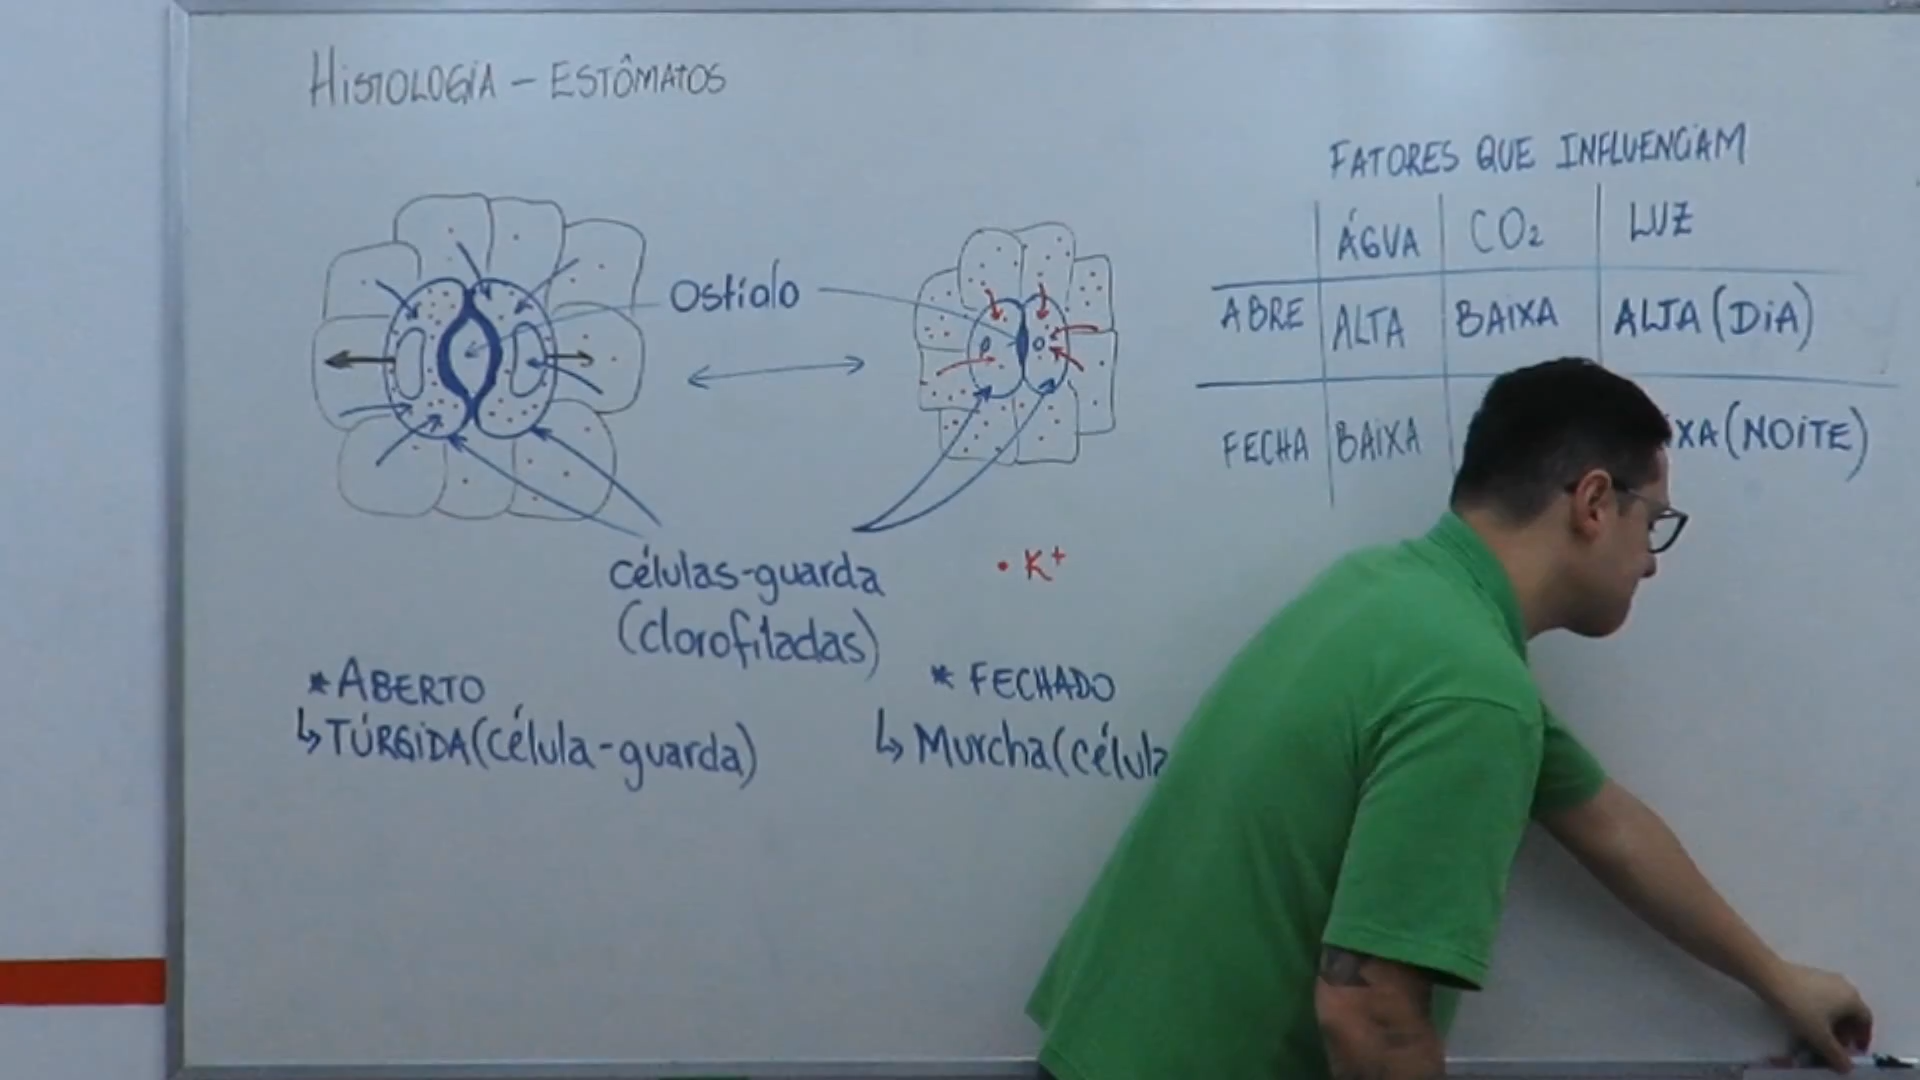 HISTOLOGIA - ESTÔMATOS
FATORES QUE INFLUENCIAM
ÁGUA CO₂ LUZ
ABRE ALTA BAIXA ALTA (DIA)
FECHA BAIXA XA (NOITE)
Ostíolo
células-guarda
(clorofiladas)
• K⁺
* ABERTO
↳ TÚRGIDA (célula-guarda)
* FECHADO
↳ Murcha (célula